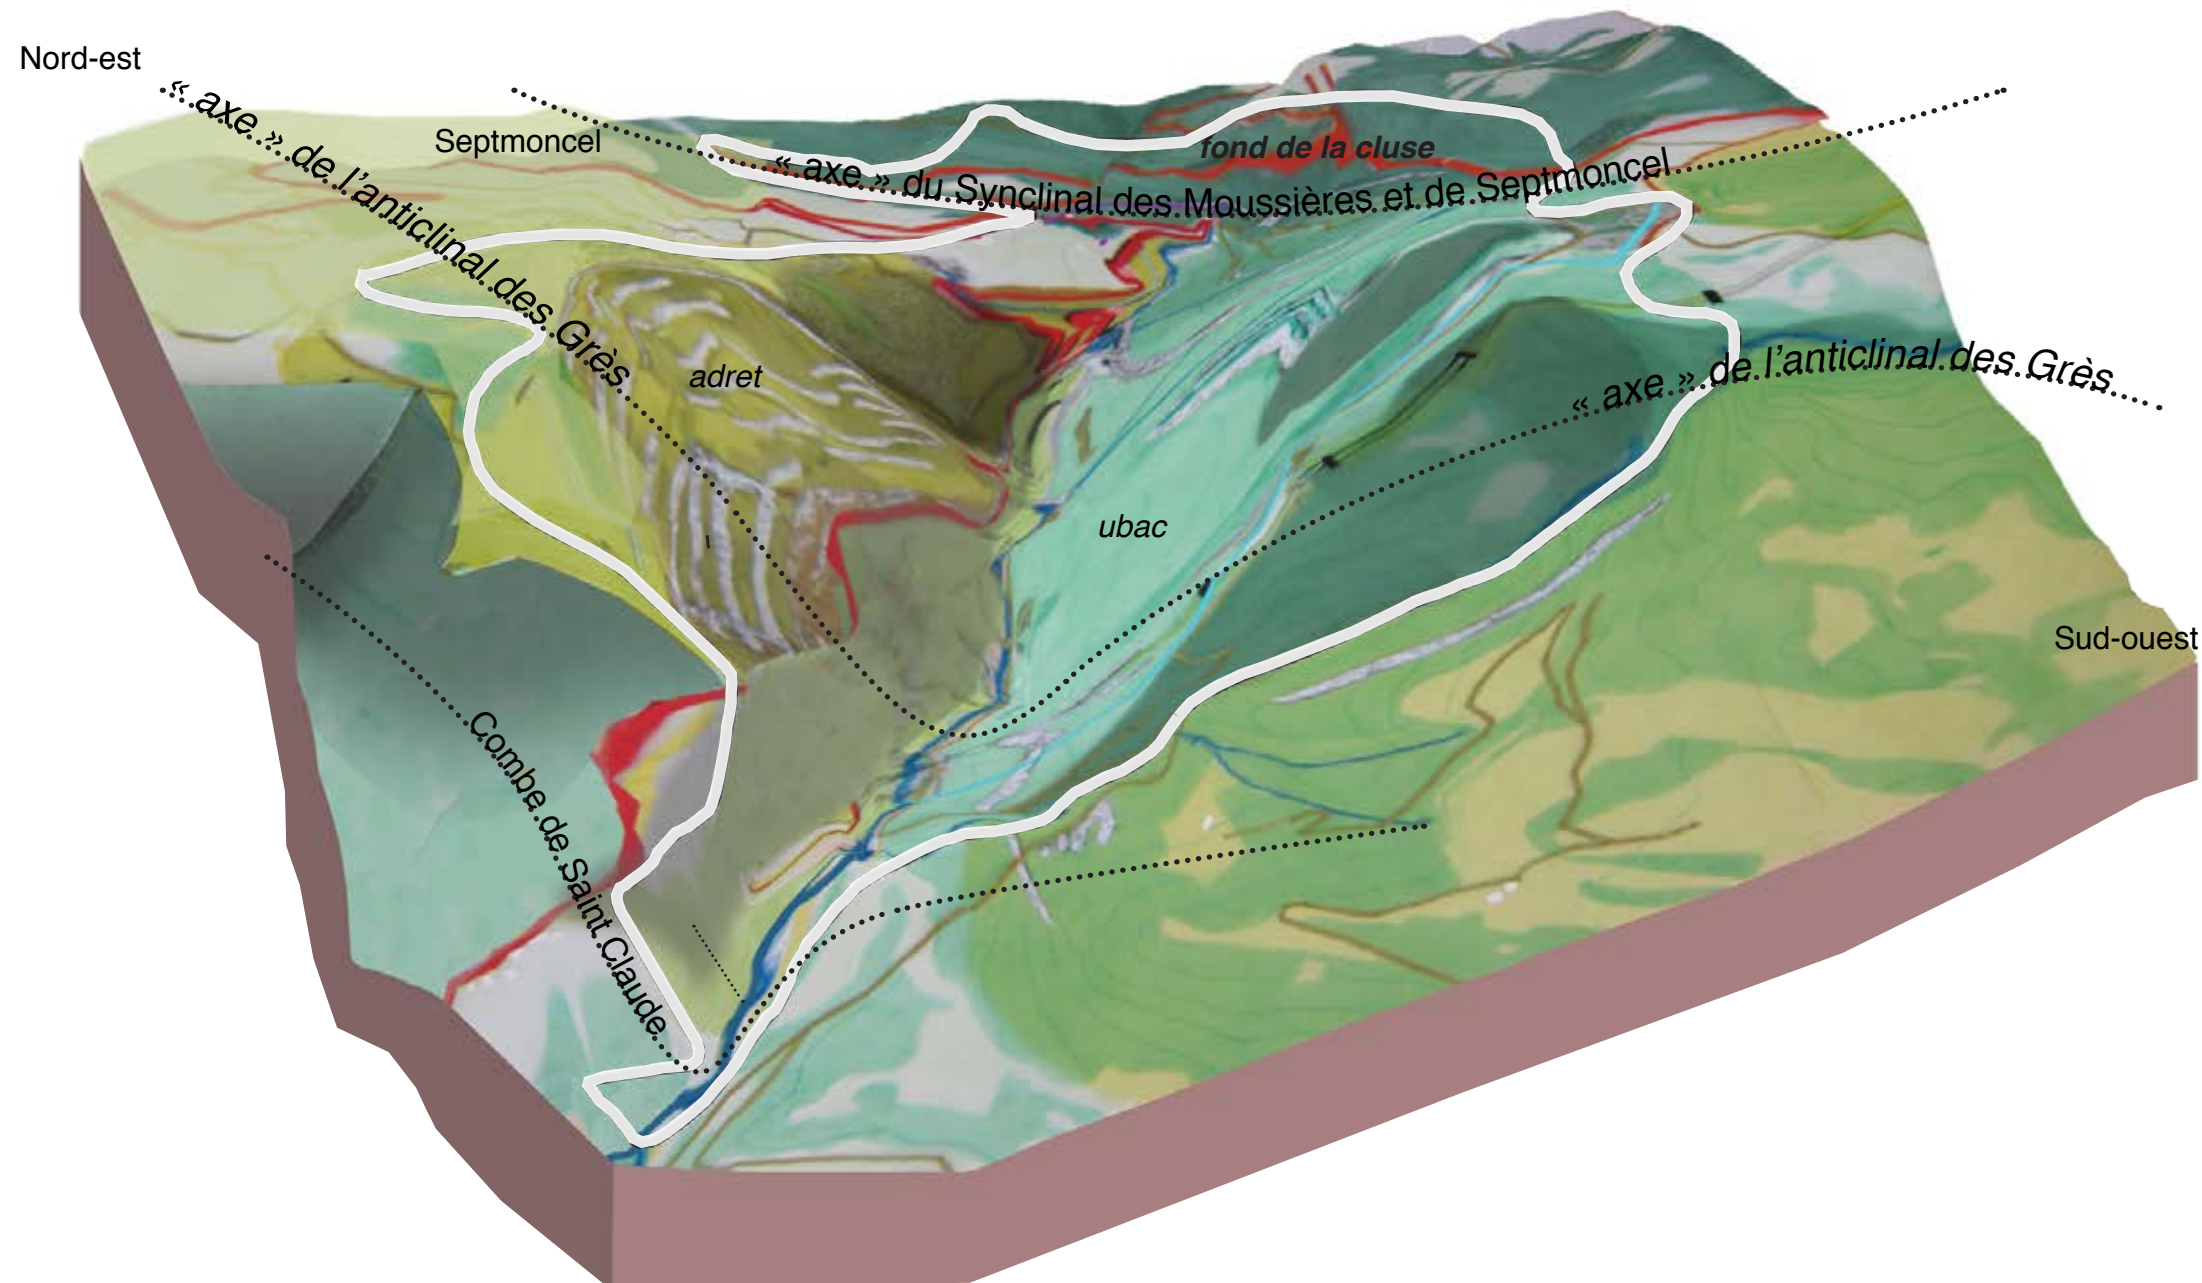 Nord-est
« axe » de l’anticlinal des Grès
Septmoncel
fond de la cluse
« axe » du Synclinal des Moussières et de Septmoncel
adret
« axe » de l’anticlinal des Grès
ubac
Sud-ouest
Combe de Saint Claude